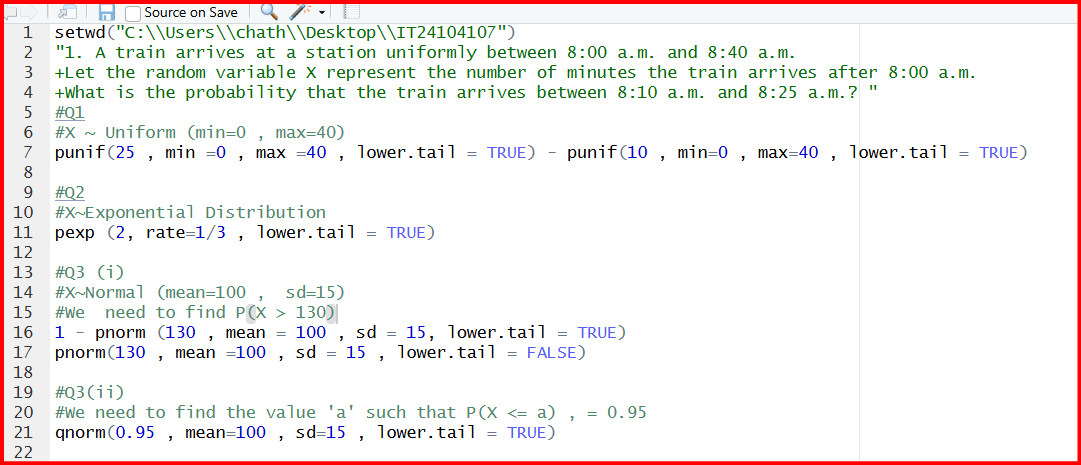 Source on Save
1 setwd("C:\\Users\\chath\\Desktop\\IT24104107")
2 "1. A train arrives at a station uniformly between 8:00 a.m. and 8:40 a.m.
3 +Let the random variable X represent the number of minutes the train arrives after 8:00 a.m.
4 +What is the probability that the train arrives between 8:10 a.m. and 8:25 a.m.? "
5 #Q1
6 #X ~ Uniform (min=0 , max=40)
7 punif(25 , min =0 , max =40 , lower.tail = TRUE) - punif(10 , min=0 , max=40 , lower.tail = TRUE)
8
9 #Q2
10 #X~Exponential Distribution
11 pexp (2, rate=1/3 , lower.tail = TRUE)
12
13 #Q3 (i)
14 #X~Normal (mean=100 ,  sd=15)
15 #We  need to find P(X > 130)
16 1 - pnorm (130 , mean = 100 , sd = 15, lower.tail = TRUE)
17 pnorm(130 , mean =100 , sd = 15 , lower.tail = FALSE)
18
19 #Q3(ii)
20 #We need to find the value 'a' such that P(X <= a) , = 0.95
21 qnorm(0.95 , mean=100 , sd=15 , lower.tail = TRUE)
22